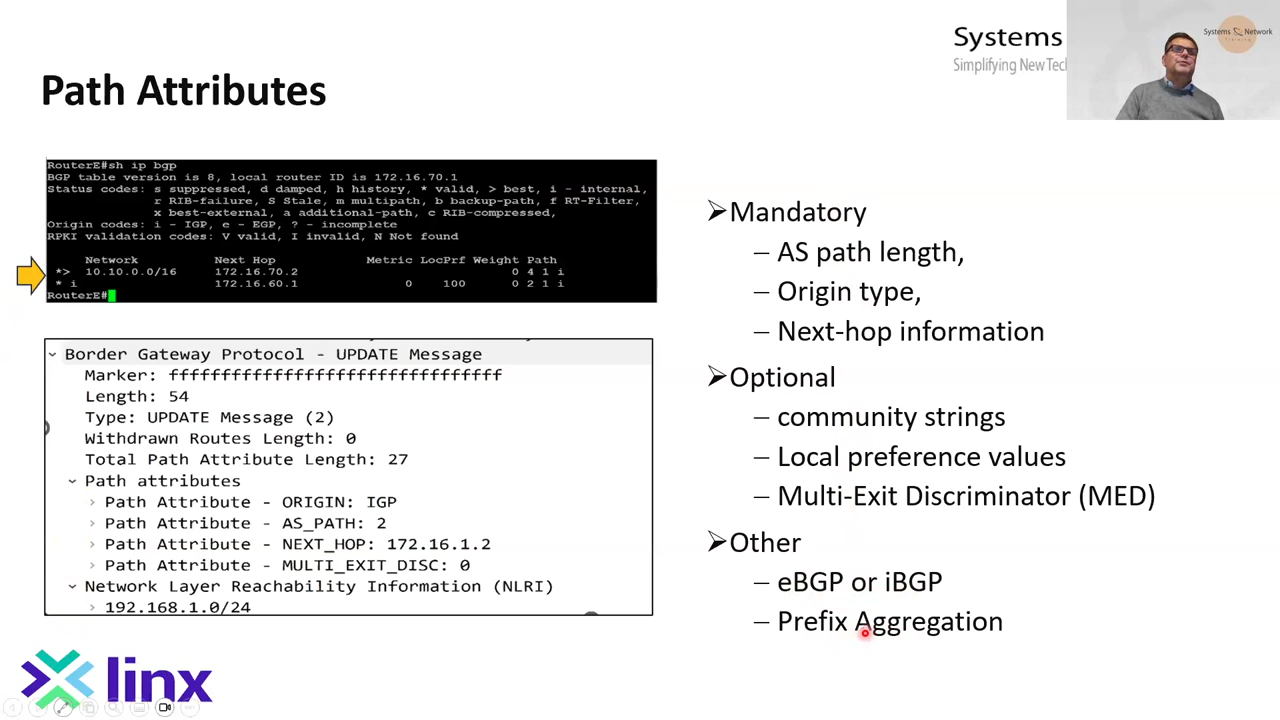 Systems
Simplifying New Tec
Systems Network
Training
Path Attributes
RouterE#sh ip bgp
BGP table version is 8, local router ID is 172.16.70.1
Status codes: s suppressed, d damped, h history, * valid, > best, i - internal,
r RIB-failure, S Stale, m multipath, b backup-path, f RT-Filter,
x best-external, a additional-path, c RIB-compressed,
Origin codes: i - IGP, e - EGP, ? - incomplete
RPKI validation codes: V valid, I invalid, N Not found
Network Next Hop Metric LocPrf Weight Path
*> 10.10.0.0/16 172.16.70.2 0 4 1 i
* i 172.16.60.1 0 100 0 2 1 i
RouterE#
Border Gateway Protocol - UPDATE Message
Marker: ffffffffffffffffffffffffffffffff
Length: 54
Type: UPDATE Message (2)
Withdrawn Routes Length: 0
Total Path Attribute Length: 27
Path attributes
Path Attribute - ORIGIN: IGP
Path Attribute - AS_PATH: 2
Path Attribute - NEXT_HOP: 172.16.1.2
Path Attribute - MULTI_EXIT_DISC: 0
Network Layer Reachability Information (NLRI)
192.168.1.0/24
➢Mandatory
– AS path length,
– Origin type,
– Next-hop information
➢Optional
– community strings
– Local preference values
– Multi-Exit Discriminator (MED)
➢Other
– eBGP or iBGP
– Prefix Aggregation
linx